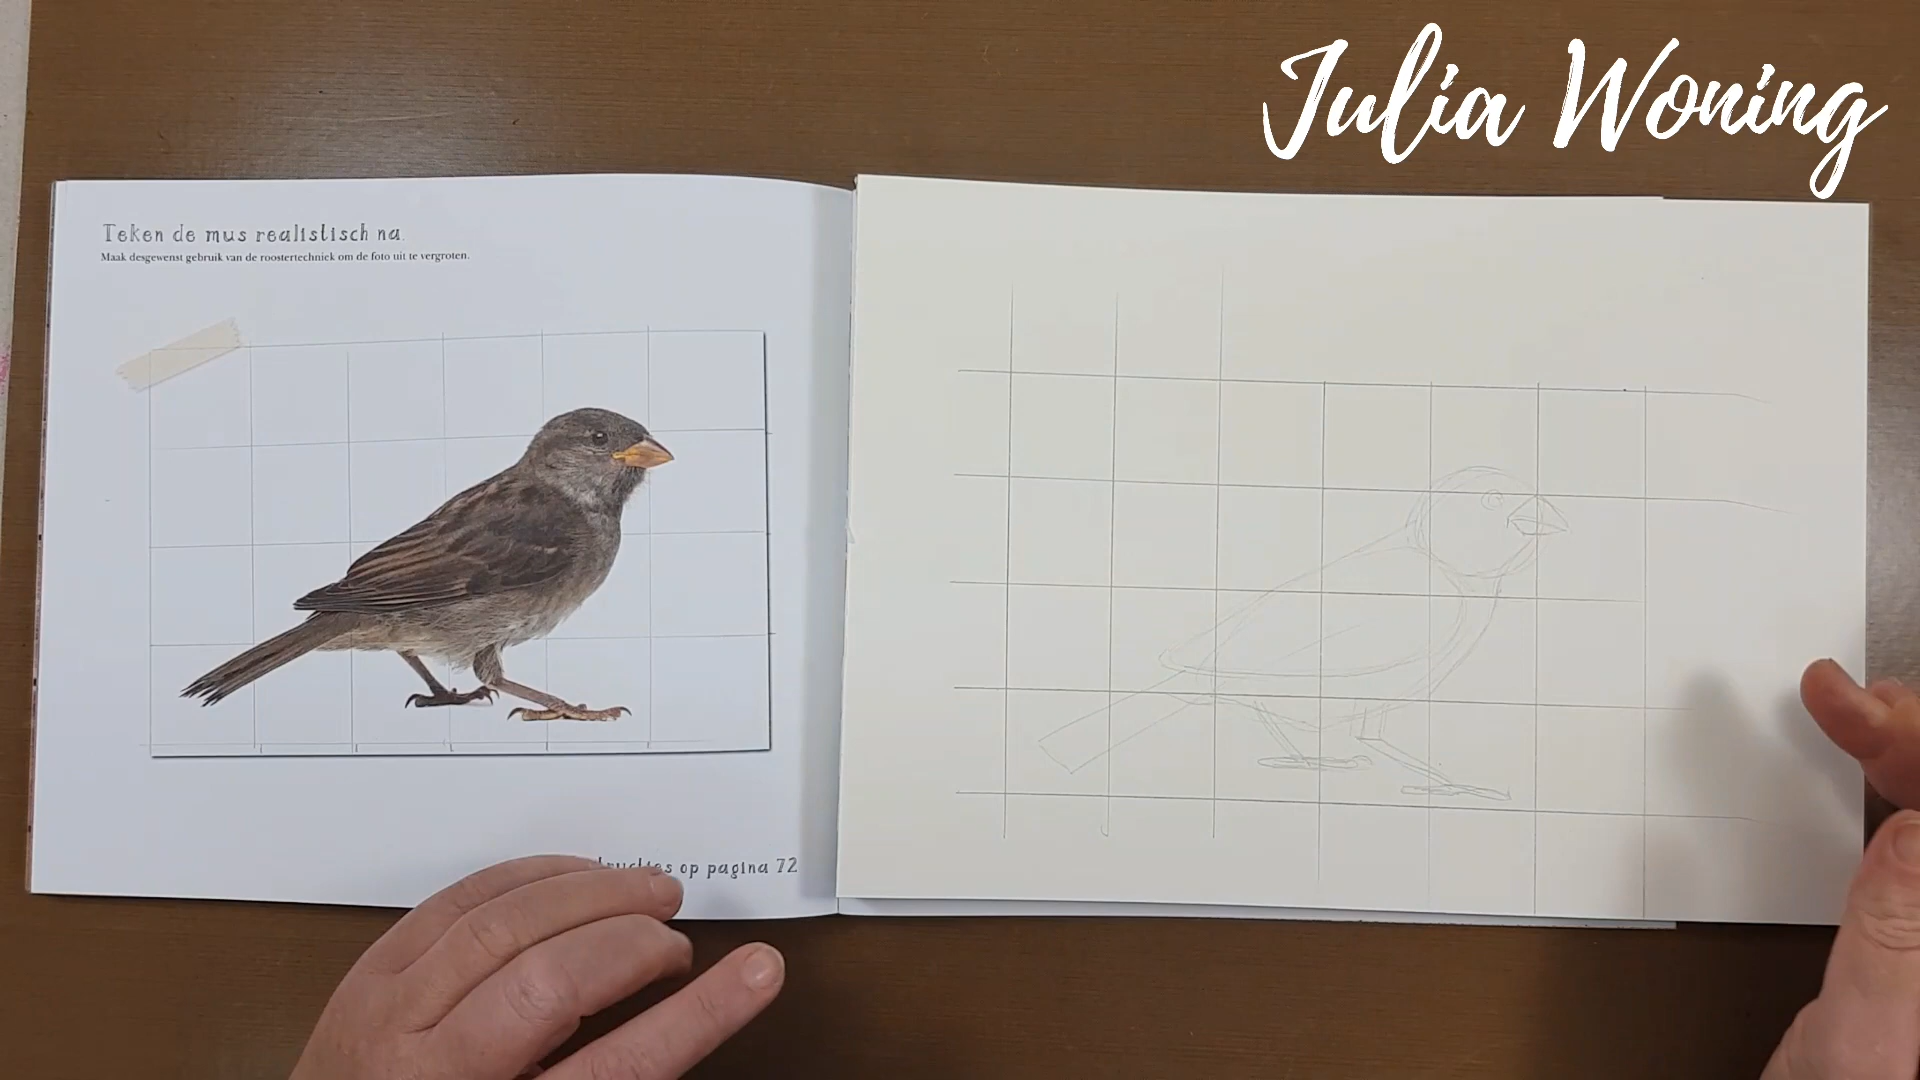 Julia Woning
Teken de mus realistisch na.
Maak desgewenst gebruik van de roostertechniek om de foto uit te vergroten.
op pagina 72